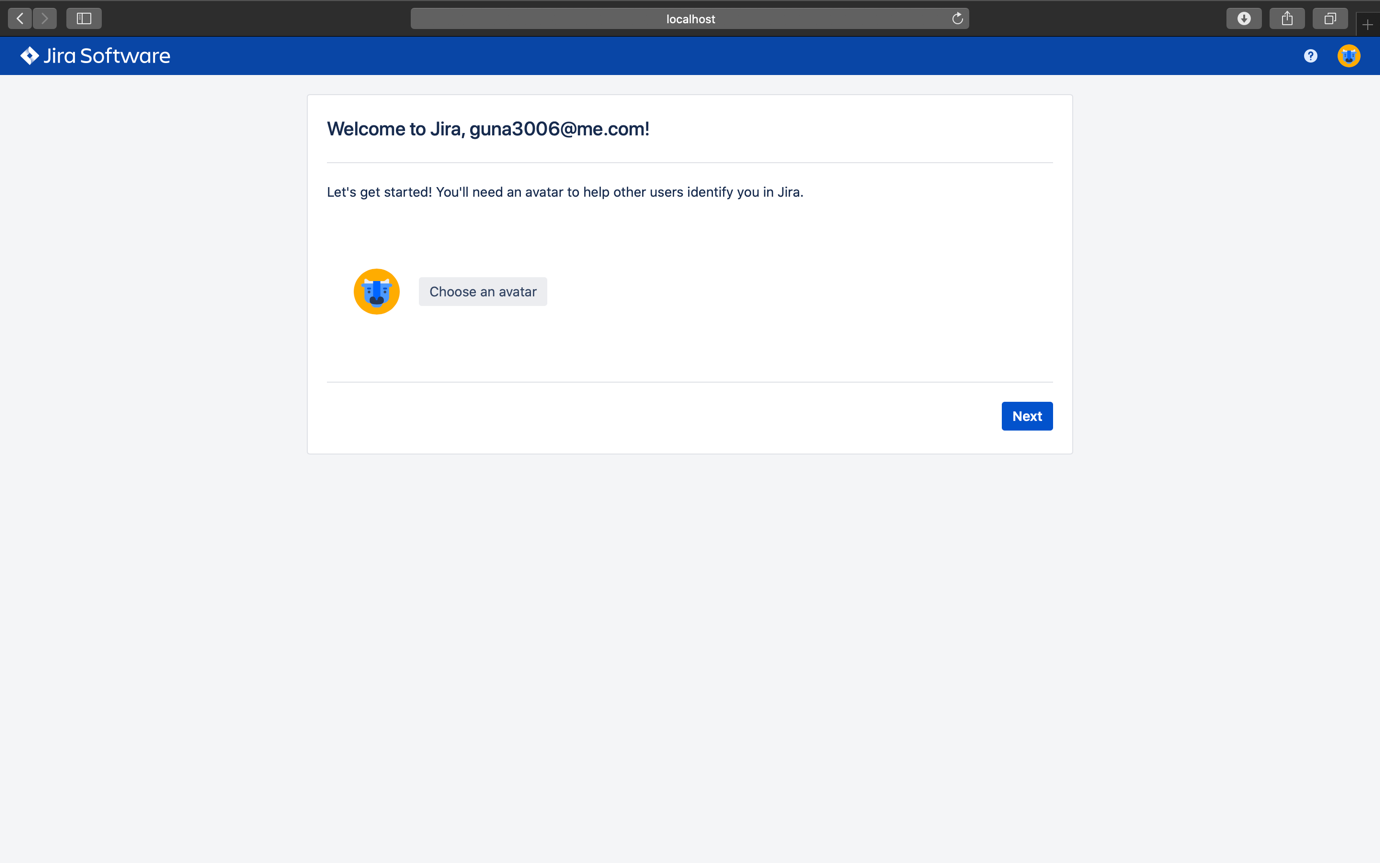 localhost
Jira Software
Welcome to Jira, guna3006@me.com!
Let's get started! You'll need an avatar to help other users identify you in Jira.
Choose an avatar
Next